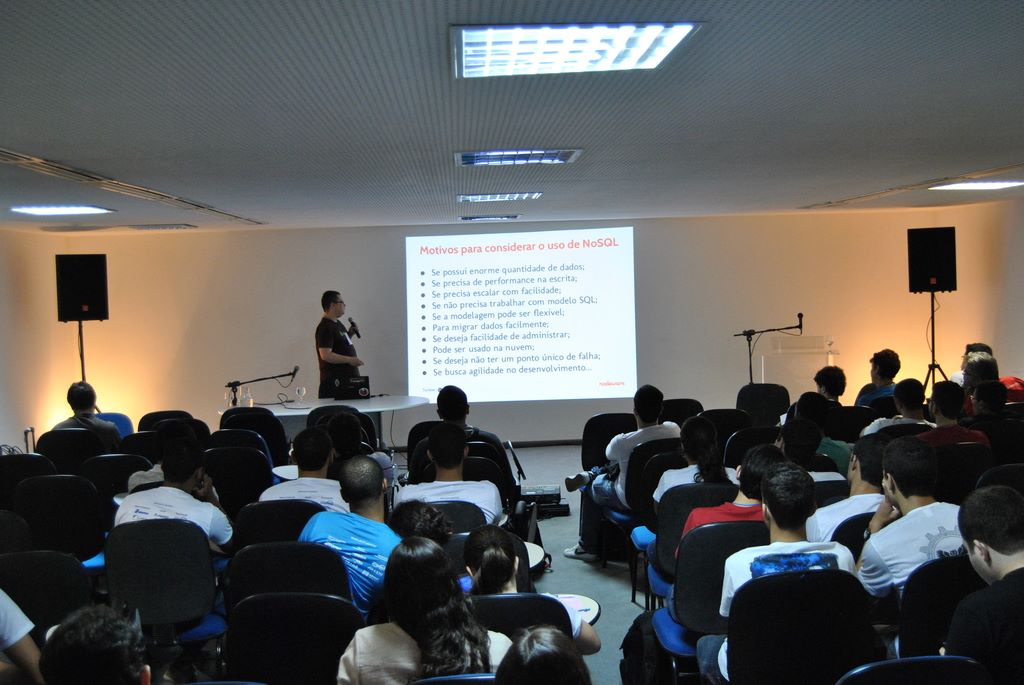 Motivos para considerar o uso de NoSQL
● Se possui enorme quantidade de dados;
● Se precisa de performance na escrita;
● Se precisa escalar com facilidade;
● Se não precisa trabalhar com modelo SQL;
● Se a modelagem pode ser flexível;
● Para migrar dados facilmente;
● Se deseja facilidade de administrar;
● Pode ser usado na nuvem;
● Se deseja não ter um ponto único de falha;
● Se busca agilidade no desenvolvimento...